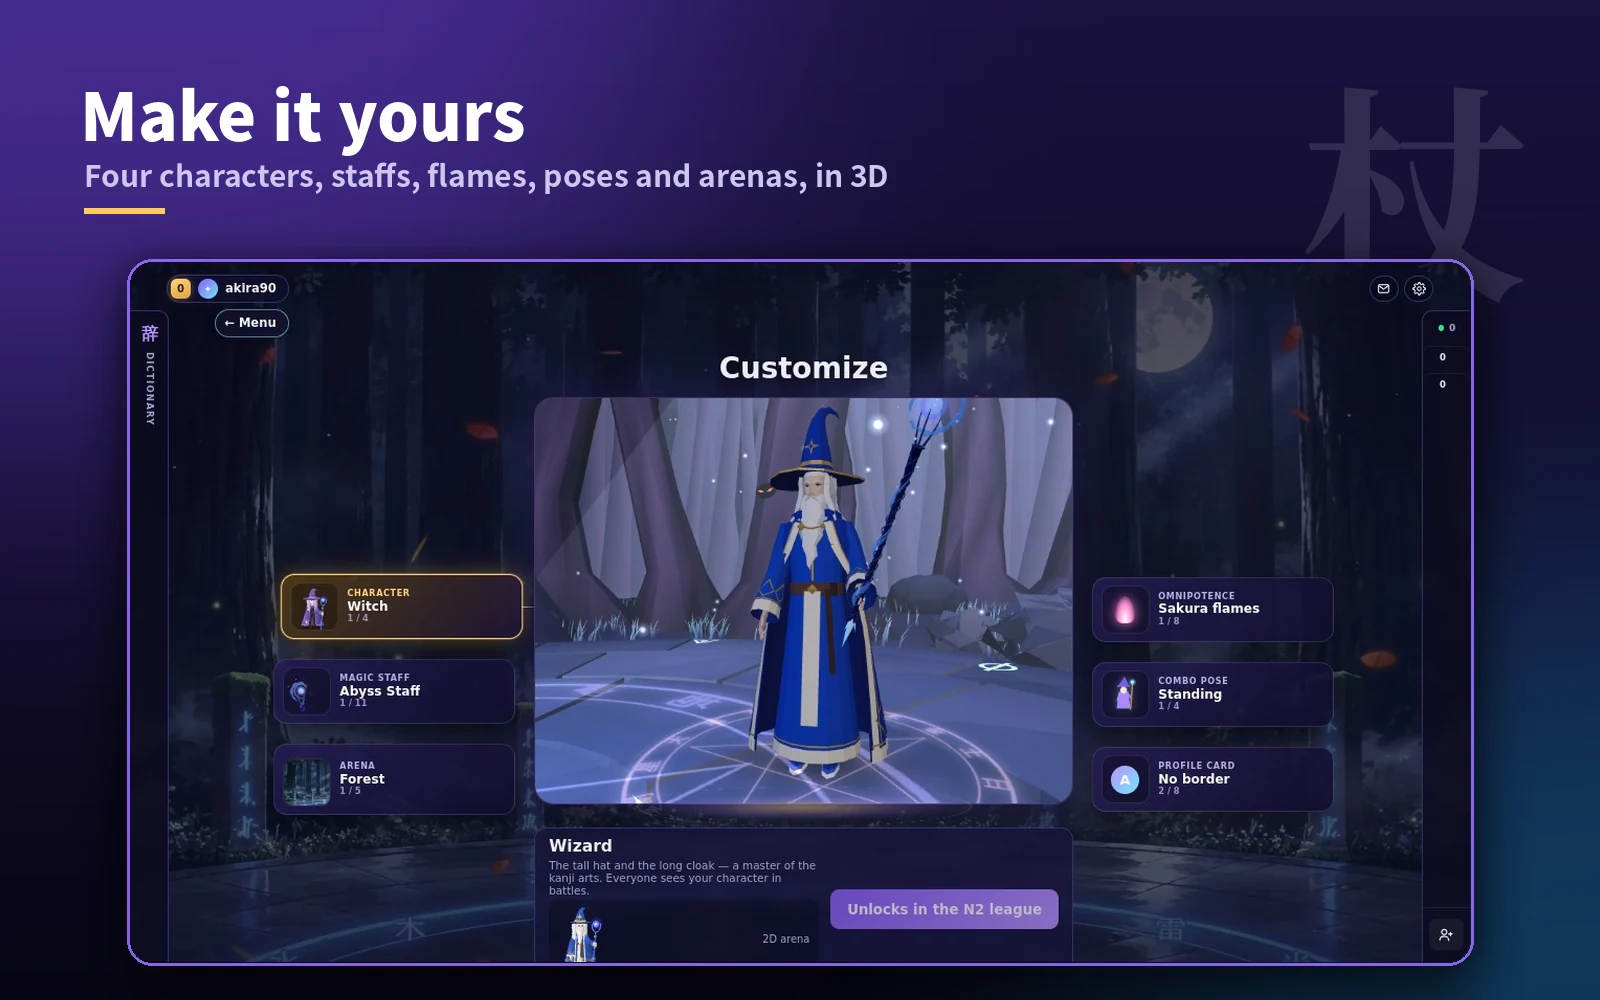 Make it yours
Four characters, staffs, flames, poses and arenas, in 3D
杖
0 akira90
← Menu
辞
DICTIONARY
0
0
0
Customize
CHARACTER
Witch
1 / 4
MAGIC STAFF
Abyss Staff
1 / 11
ARENA
Forest
1 / 5
OMNIPOTENCE
Sakura flames
1 / 8
COMBO POSE
Standing
1 / 4
A
PROFILE CARD
No border
2 / 8
Wizard
The tall hat and the long cloak — a master of the
kanji arts. Everyone sees your character in
battles.
Unlocks in the N2 league
2D arena
木
雷